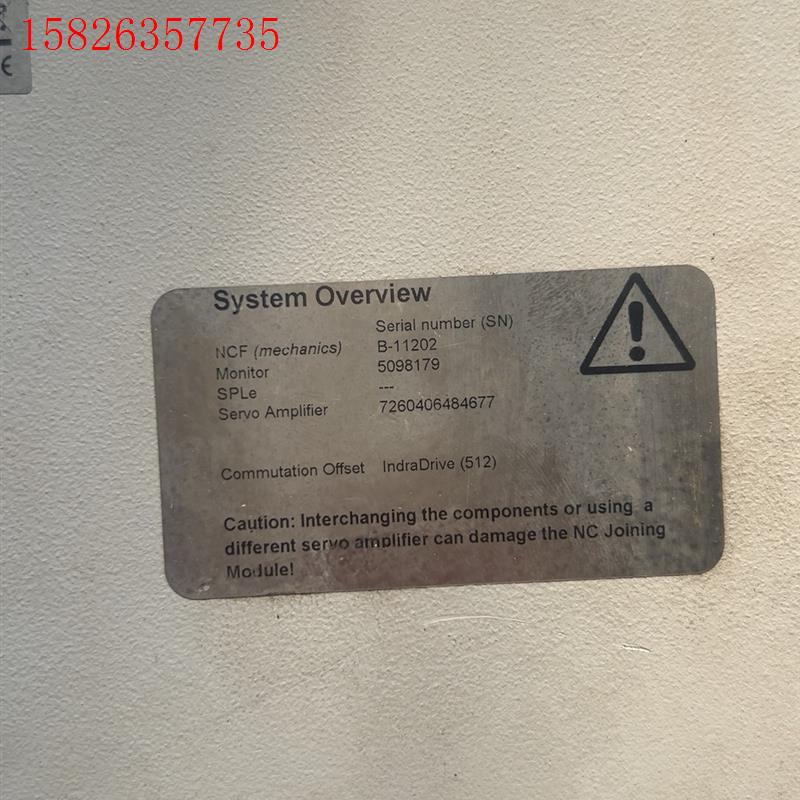 15826357735
CE
System Overview
Serial number (SN)
NCF (mechanics) B-11202
Monitor 5098179
SPLe ---
Servo Amplifier 7260406484677
Commutation Offset IndraDrive (512)
Caution: Interchanging the components or using a
different servo amplifier can damage the NC Joining
Module!